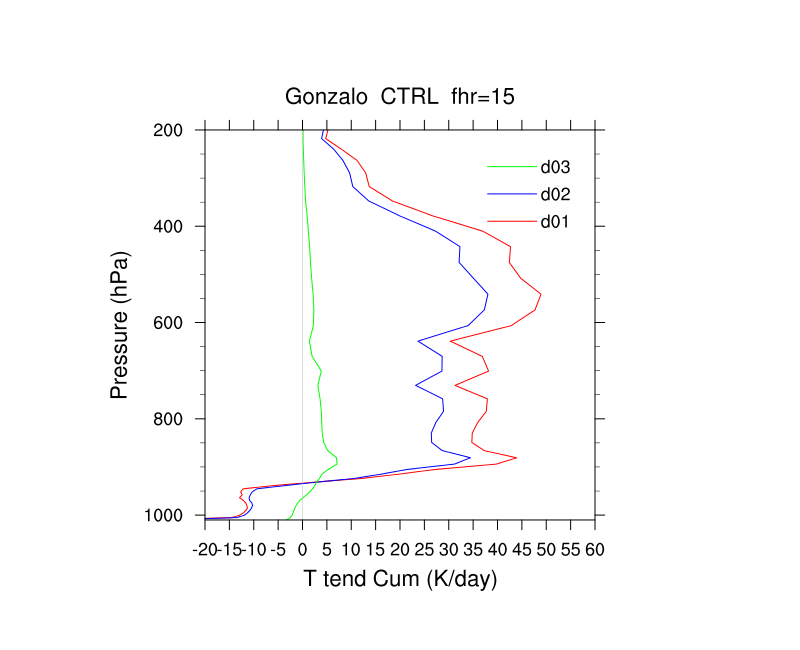 Gonzalo  CTRL  fhr=15
200
400
600
800
1000
Pressure (hPa)
d03
d02
d01
-20 -15 -10 -5 0 5 10 15 20 25 30 35 40 45 50 55 60
T tend Cum (K/day)